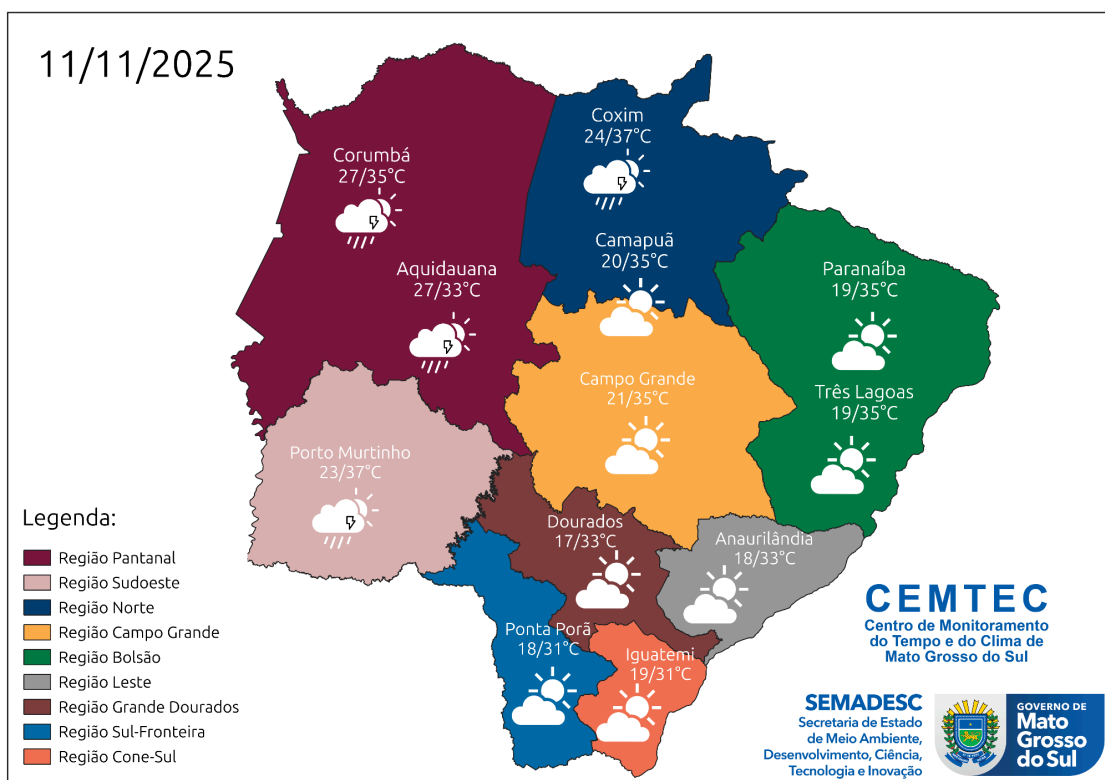 11/11/2025
Coxim
24/37°C
Corumbá
27/35°C
Camapuã
20/35°C
Aquidauana
27/33°C
Paranaíba
19/35°C
Campo Grande
21/35°C
Três Lagoas
19/35°C
Porto Murtinho
23/37°C
Dourados
17/33°C
Anaurilândia
18/33°C
Ponta Porã
18/31°C
Iguatemi
19/31°C
Legenda:
Região Pantanal
Região Sudoeste
Região Norte
Região Campo Grande
Região Bolsão
Região Leste
Região Grande Dourados
Região Sul-Fronteira
Região Cone-Sul
CEMTEC
Centro de Monitoramento
do Tempo e do Clima de
Mato Grosso do Sul
SEMADESC
Secretaria de Estado
de Meio Ambiente,
Desenvolvimento, Ciência,
Tecnologia e Inovação
GOVERNO DE
Mato
Grosso
do Sul